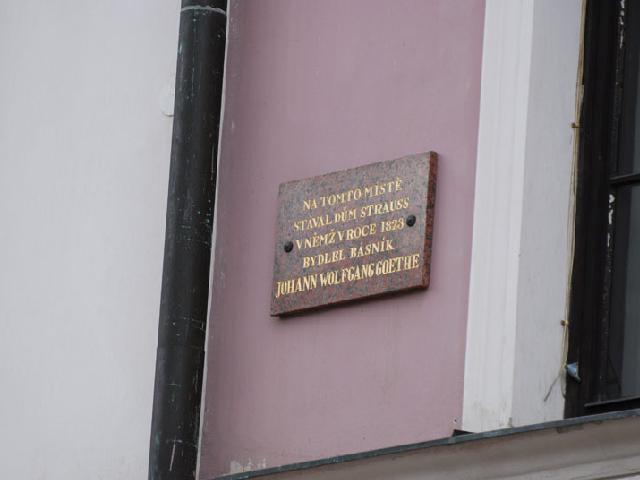 NA TOMTO MÍSTĚ
STÁVAL DŮM STRAUSS
V NĚMŽ V ROCE 1823
BYDLEL BÁSNÍK
JOHANN WOLFGANG GOETHE